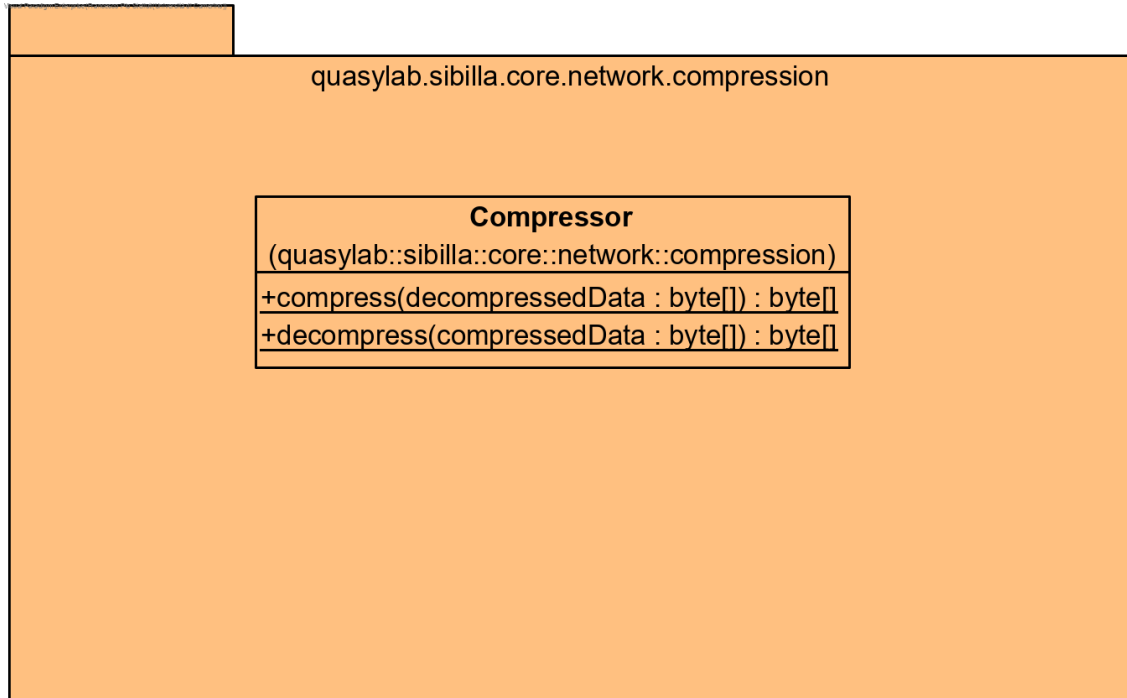 quasylab.sibilla.core.network.compression
Compressor
(quasylab::sibilla::core::network::compression)
+compress(decompressedData : byte[]) : byte[]
+decompress(compressedData : byte[]) : byte[]